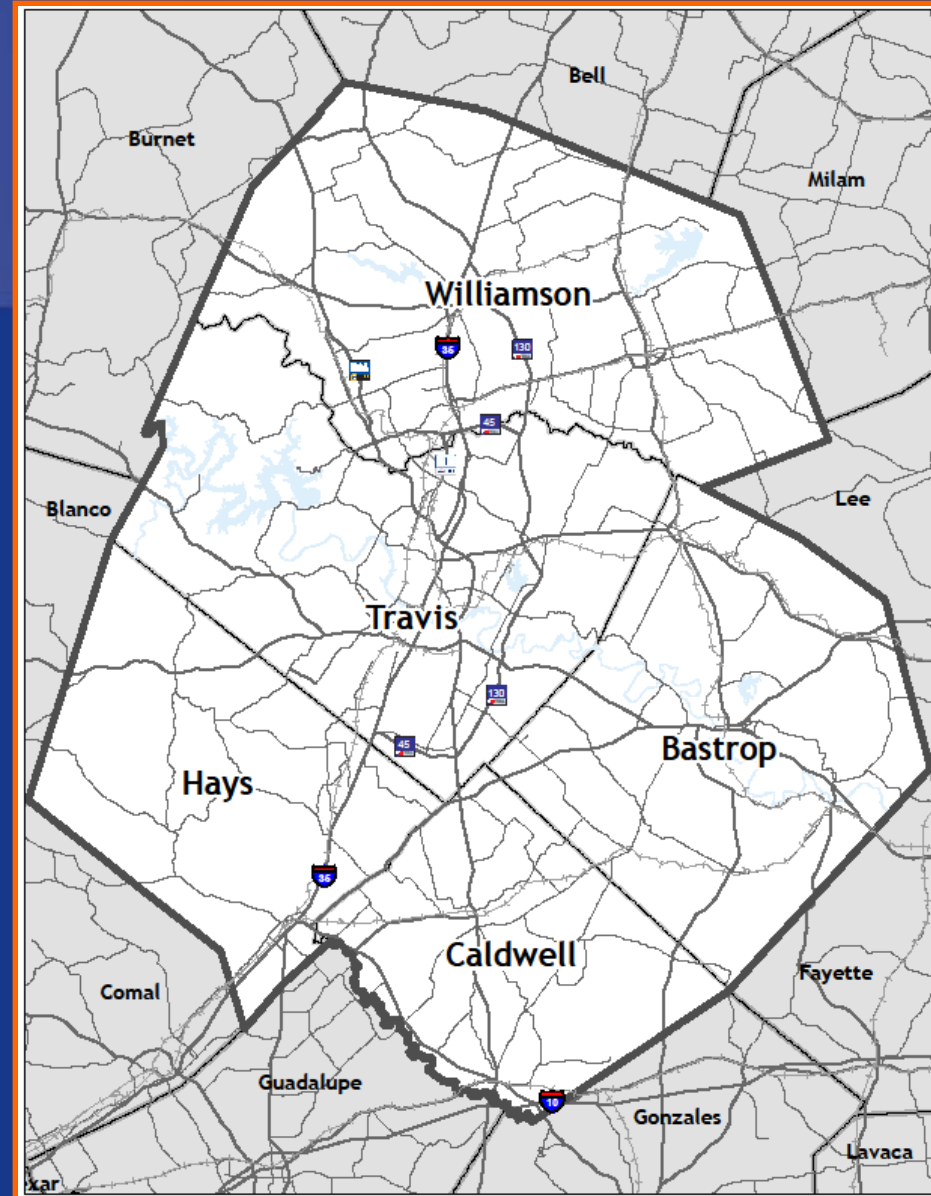 Bell
Burnet
Milam
Williamson
35
130
45
Lee
Blanco
Travis
130
45
Bastrop
Hays
35
Caldwell
Fayette
Comal
Guadalupe
10
Gonzales
Lavaca
xar